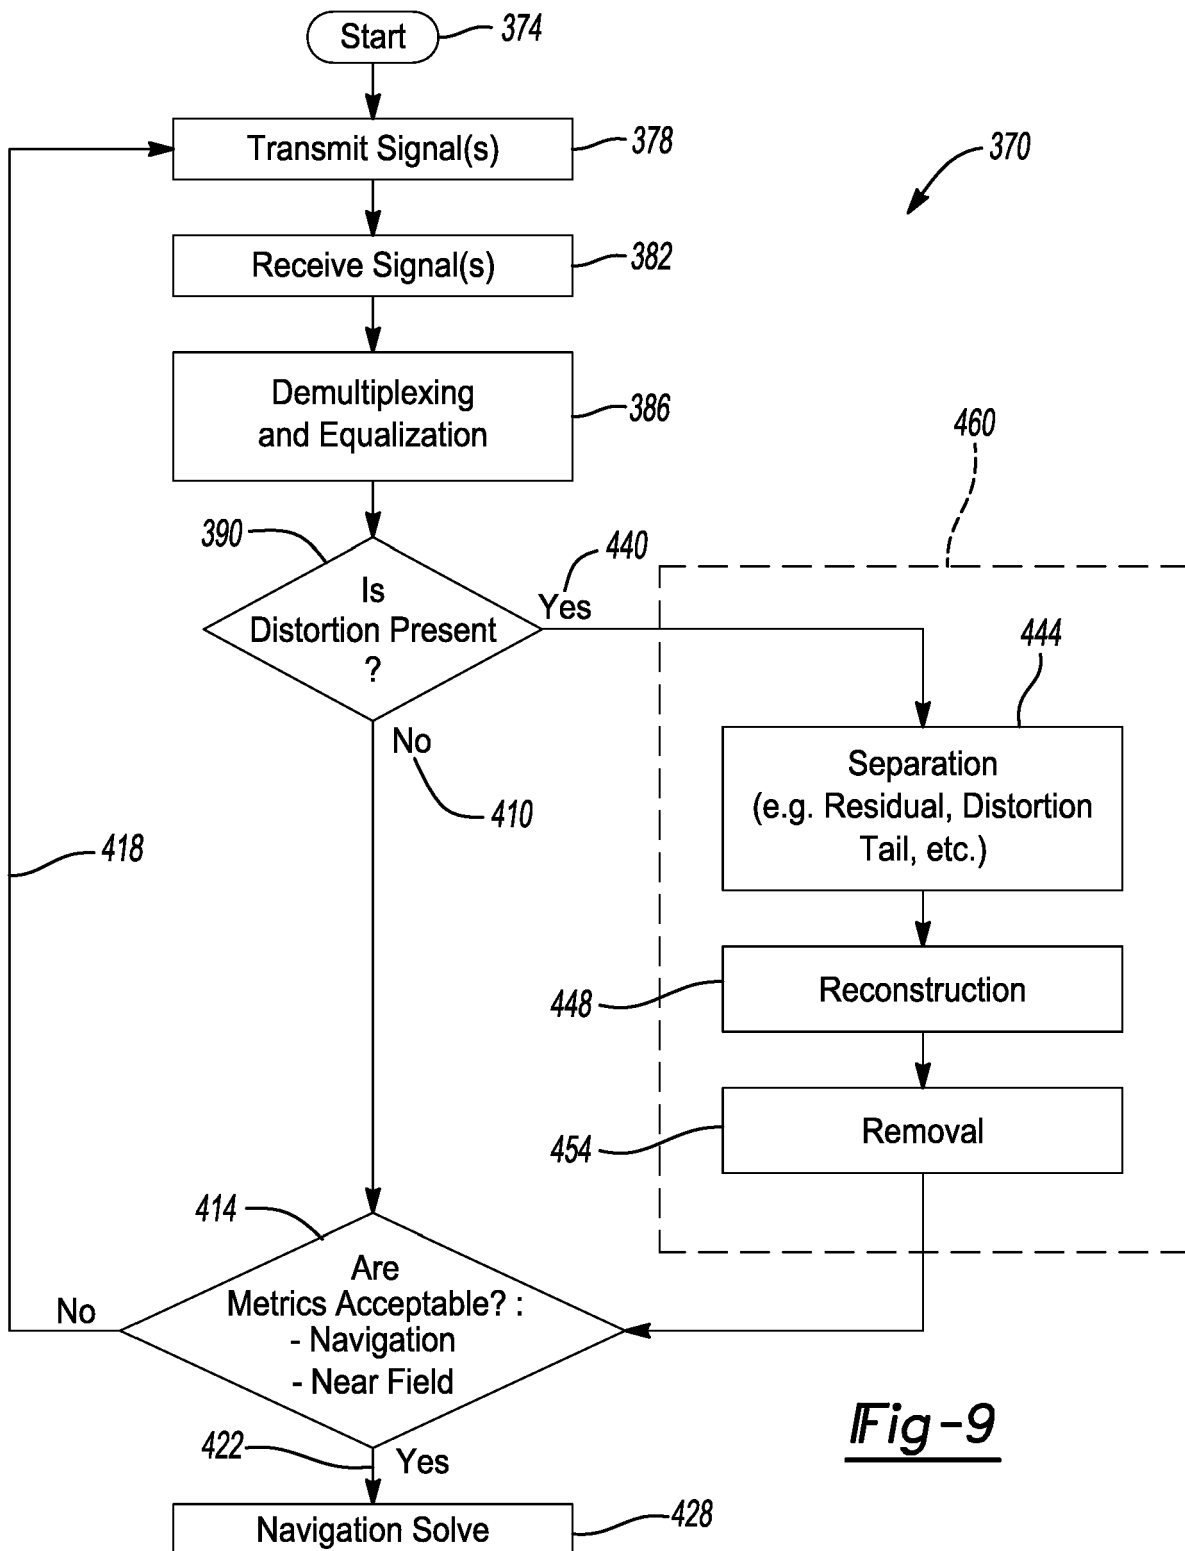 Start
374
Transmit Signal(s)
378
370
Receive Signal(s)
382
Demultiplexing
and Equalization
386
460
390
440
Is
Distortion Present
?
Yes
444
No
410
Separation
(e.g. Residual, Distortion
Tail, etc.)
418
448
Reconstruction
454
Removal
414
Are
Metrics Acceptable? :
- Navigation
- Near Field
No
Fig-9
422
Yes
Navigation Solve
428